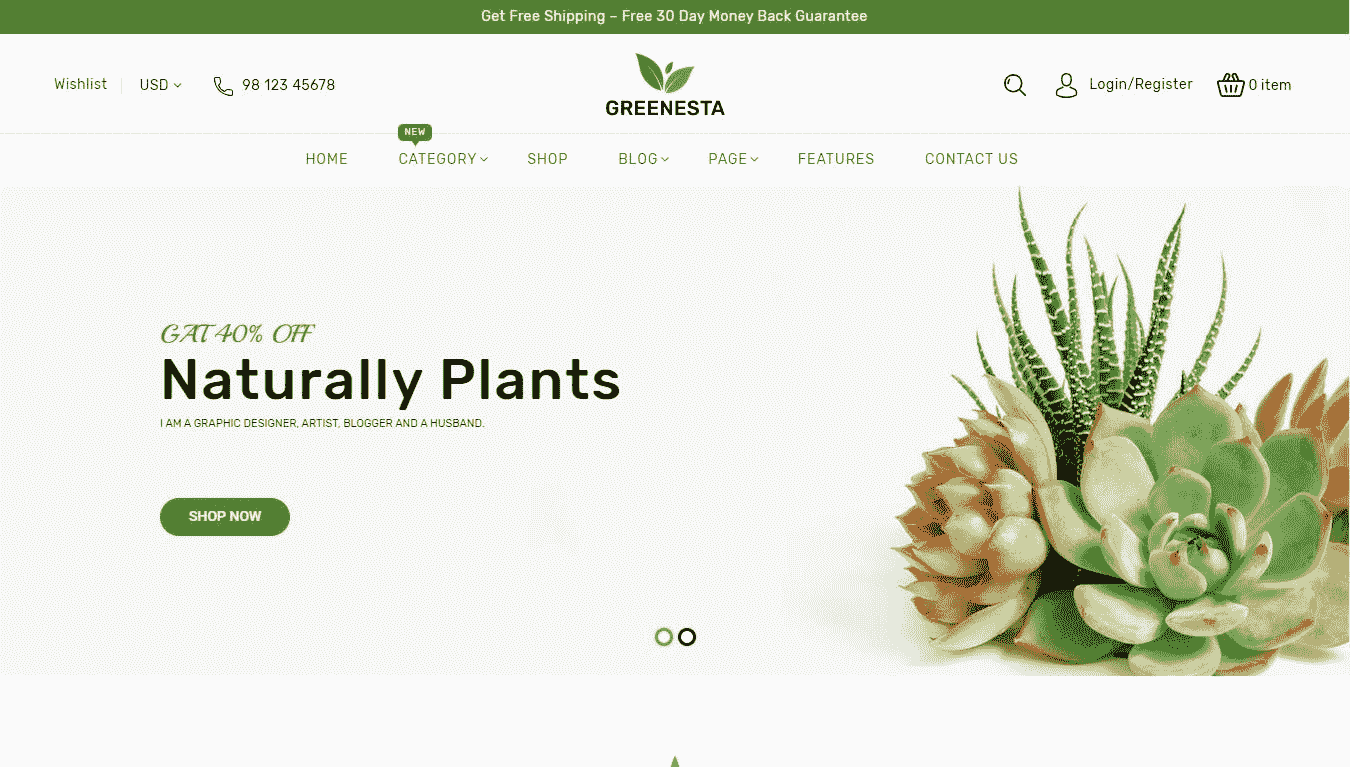 Get Free Shipping – Free 30 Day Money Back Guarantee
Wishlist USD 98 123 45678
GREENESTA
Login/Register 0 item
NEW
HOME CATEGORY SHOP BLOG PAGE FEATURES CONTACT US
GAT 40% OFF
Naturally Plants
I AM A GRAPHIC DESIGNER, ARTIST, BLOGGER AND A HUSBAND.
SHOP NOW